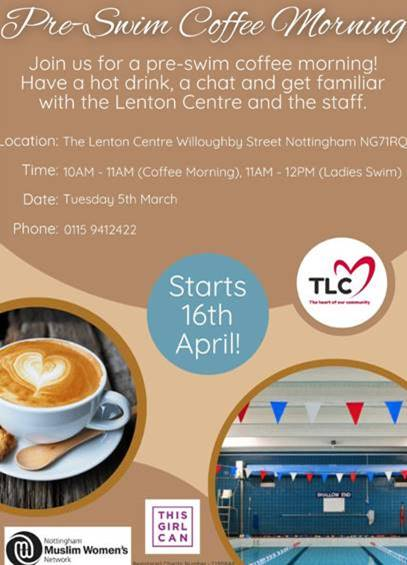 Pre-Swim Coffee Morning
Join us for a pre-swim coffee morning!
Have a hot drink, a chat and get familiar
with the Lenton Centre and the staff.
Location: The Lenton Centre Willoughby Street Nottingham NG71RQ
Time: 10AM - 11AM (Coffee Morning), 11AM - 12PM (Ladies Swim)
Date: Tuesday 5th March
Phone: 0115 9412422
Starts
16th
April!
TLC
The heart of our community
SHALLOW END
THIS
GIRL
CAN
Nottingham
Muslim Women's
Network
Registered Charity Number -